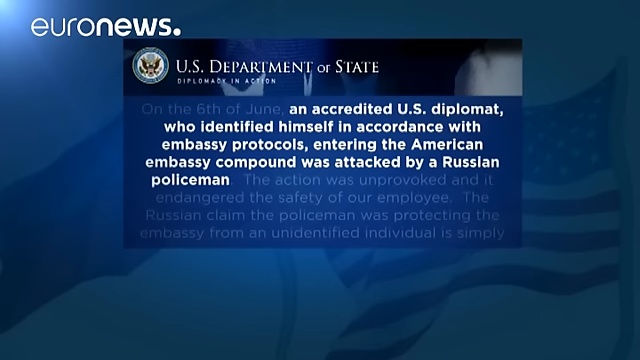 euronews.
U.S. DEPARTMENT OF STATE
DIPLOMACY IN ACTION
On the 6th of June, an accredited U.S. diplomat,
who identified himself in accordance with
embassy protocols, entering the American
embassy compound was attacked by a Russian
policeman. The action was unprovoked and it
endangered the safety of our employee. The
Russian claim the policeman was protecting the
embassy from an unidentified individual is simply